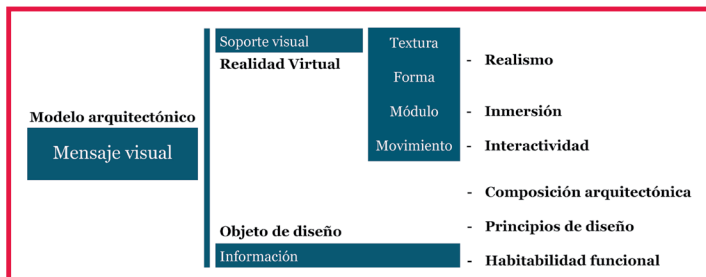 Modelo arquitectónico
Mensaje visual
Soporte visual
Realidad Virtual
Objeto de diseño
Información
Textura
Forma
Módulo
Movimiento
- Realismo
- Inmersión
- Interactividad
- Composición arquitectónica
- Principios de diseño
- Habitabilidad funcional